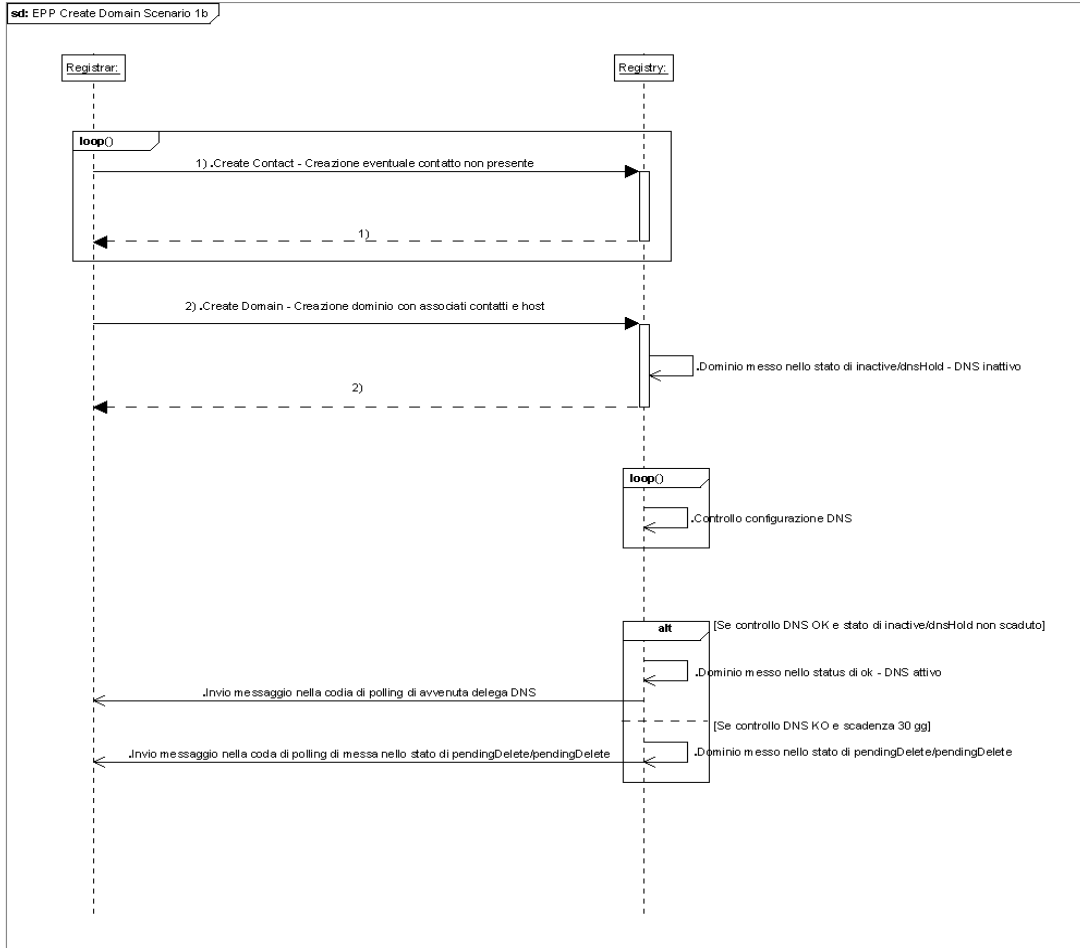 sd: EPP Create Domain Scenario 1b
Registrar:
Registry:
loop()
1) .Create Contact - Creazione eventuale contatto non presente
1)
2) .Create Domain - Creazione dominio con associati contatti e host
.Dominio messo nello stato di inactive/dnsHold - DNS inattivo
2)
loop()
.Controllo configurazione DNS
alt
[Se controllo DNS OK e stato di inactive/dnsHold non scaduto]
.Dominio messo nello status di ok - DNS attivo
.Invio messaggio nella codia di polling di avvenuta delega DNS
[Se controllo DNS KO e scadenza 30 gg]
.Invio messaggio nella coda di polling di messa nello stato di pendingDelete/pendingDelete
.Dominio messo nello stato di pendingDelete/pendingDelete